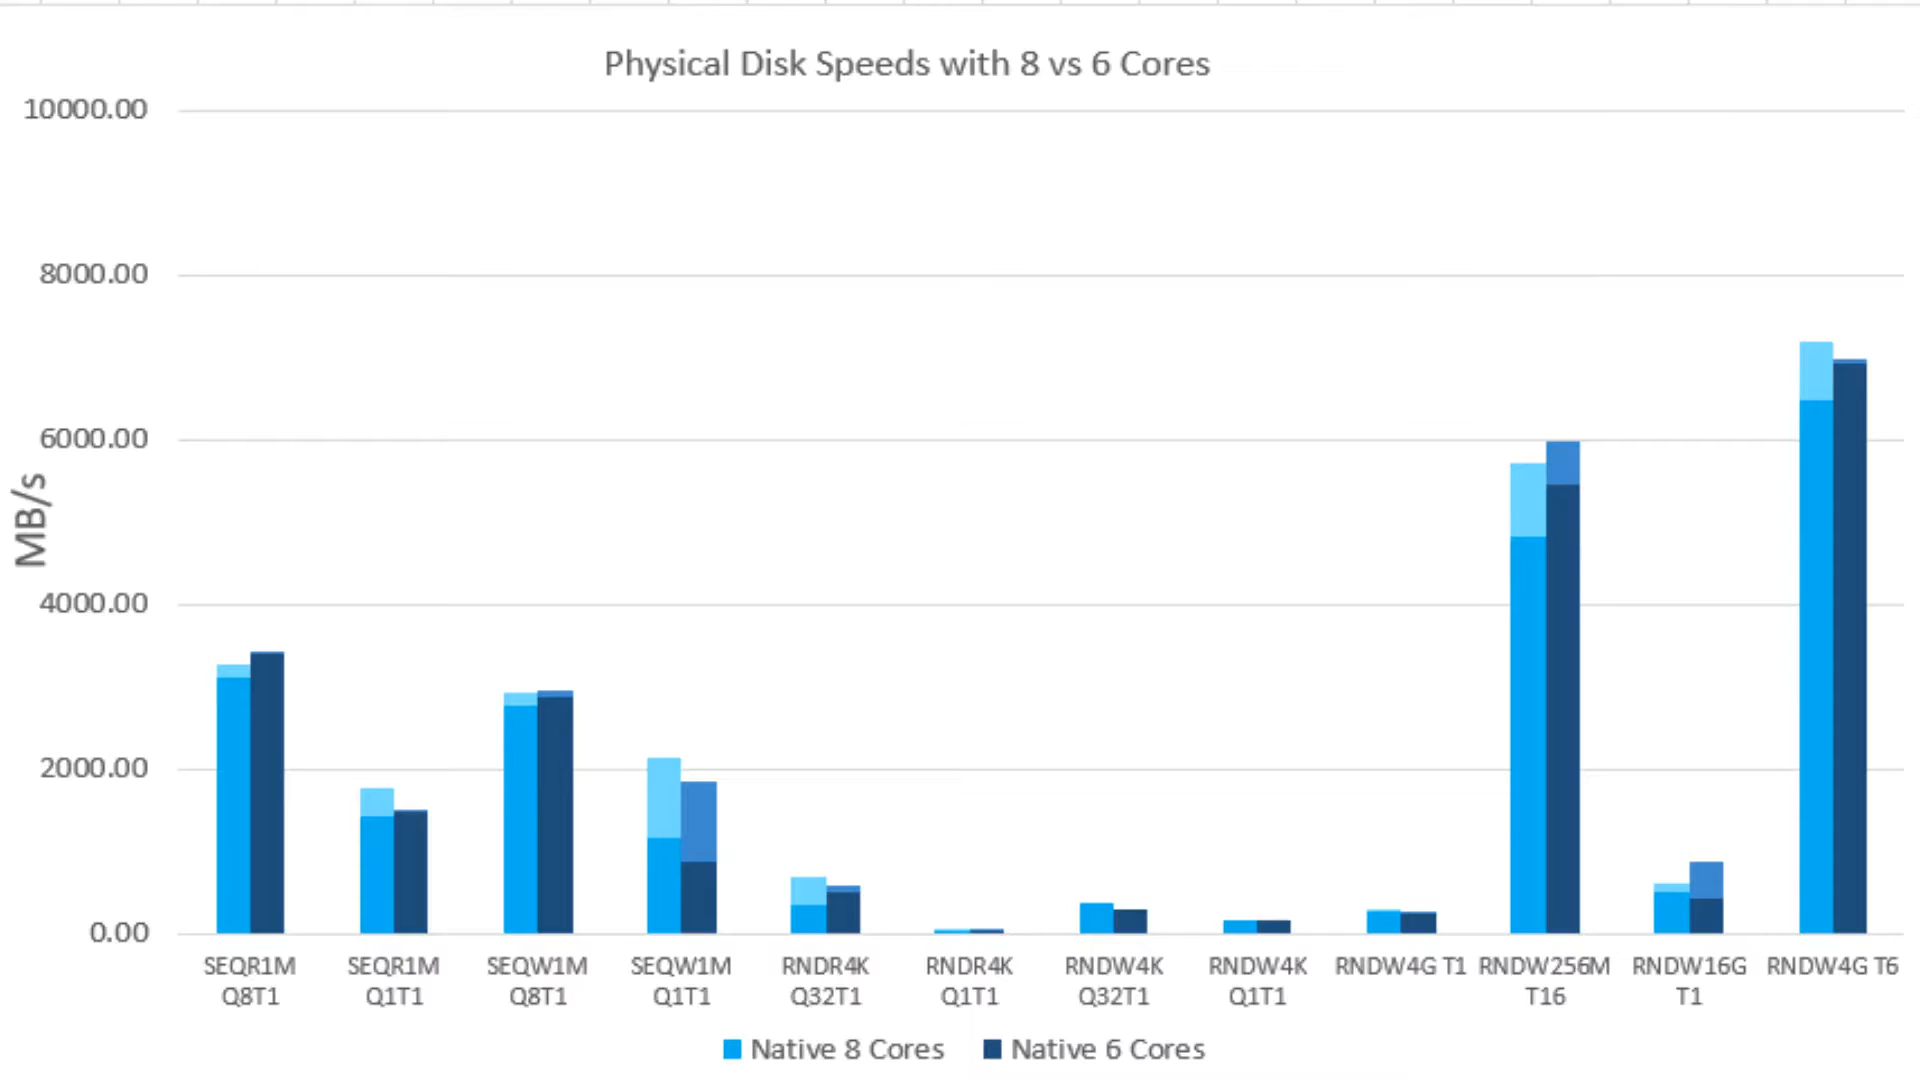 Physical Disk Speeds with 8 vs 6 Cores
10000.00
8000.00
6000.00
4000.00
2000.00
0.00
MB/s
SEQR1M
Q8T1
SEQR1M
Q1T1
SEQW1M
Q8T1
SEQW1M
Q1T1
RNDR4K
Q32T1
RNDR4K
Q1T1
RNDW4K
Q32T1
RNDW4K
Q1T1
RNDW4G T1
RNDW256M
T16
RNDW16G
T1
RNDW4G T6
Native 8 Cores
Native 6 Cores